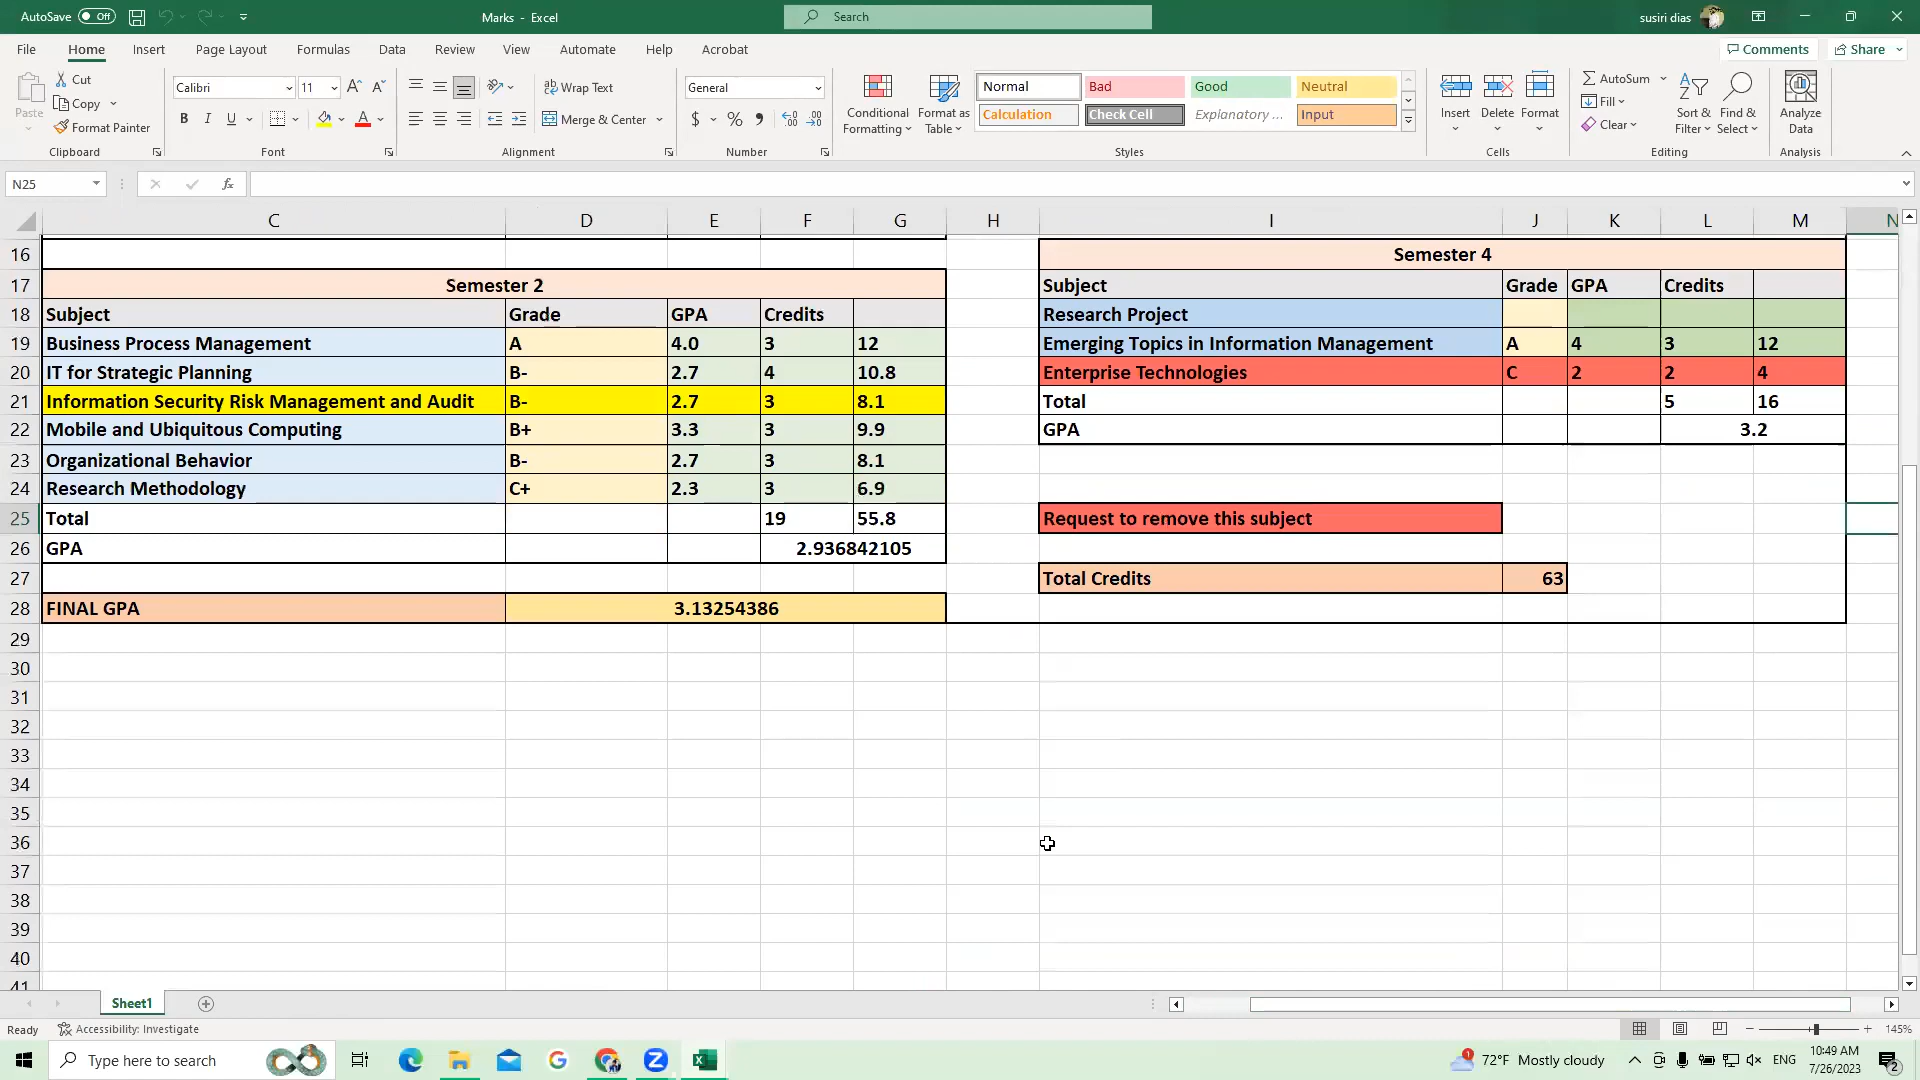 AutoSave Off Marks - Excel Search susiri dias
File Home Insert Page Layout Formulas Data Review View Automate Help Acrobat Comments Share
Paste Cut Copy Format Painter Clipboard
Calibri 11 B I U Font
Wrap Text Merge & Center Alignment
General $ % Number
Conditional Formatting Format as Table Normal Bad Good Neutral Calculation Check Cell Explanatory ... Input Styles
Insert Delete Format Cells
AutoSum Fill Clear Sort & Filter Find & Select Editing
Analyze Data Analysis
N25 fx
C D E F G H I J K L M N
16 Semester 4
17 Semester 2 Subject Grade GPA Credits
18 Subject Grade GPA Credits Research Project
19 Business Process Management A 4.0 3 12 Emerging Topics in Information Management A 4 3 12
20 IT for Strategic Planning B- 2.7 4 10.8 Enterprise Technologies C 2 2 4
21 Information Security Risk Management and Audit B- 2.7 3 8.1 Total 5 16
22 Mobile and Ubiquitous Computing B+ 3.3 3 9.9 GPA 3.2
23 Organizational Behavior B- 2.7 3 8.1
24 Research Methodology C+ 2.3 3 6.9
25 Total 19 55.8 Request to remove this subject
26 GPA 2.936842105
27 Total Credits 63
28 FINAL GPA 3.13254386
29
30
31
32
33
34
35
36
37
38
39
40
41
Sheet1
Ready Accessibility: Investigate 145%
Type here to search 72°F Mostly cloudy ENG 10:49 AM
7/26/2023 2